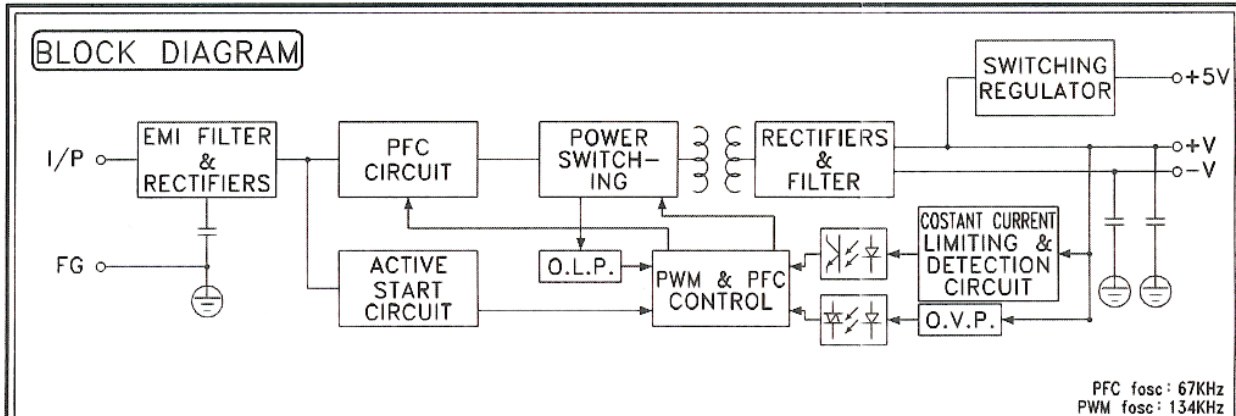 BLOCK DIAGRAM
I/P
EMI FILTER
&
RECTIFIERS
PFC
CIRCUIT
POWER
SWITCH-
ING
RECTIFIERS
&
FILTER
SWITCHING
REGULATOR
+5V
+V
-V
FG
ACTIVE
START
CIRCUIT
O.L.P.
PWM & PFC
CONTROL
COSTANT CURRENT
LIMITING &
DETECTION
CIRCUIT
O.V.P.
PFC fosc : 67KHz
PWM fosc : 134KHz